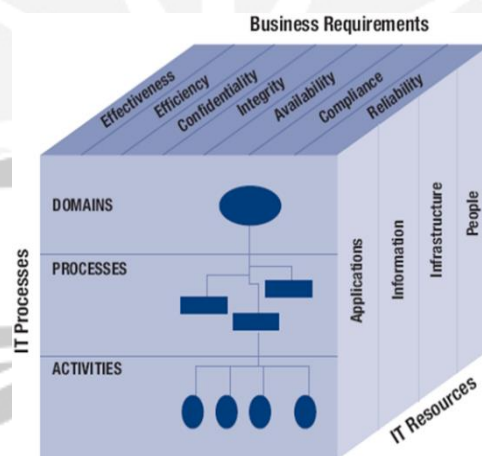 Business Requirements
Effectiveness
Efficiency
Confidentiality
Integrity
Availability
Compliance
Reliability
IT Processes
DOMAINS
PROCESSES
ACTIVITIES
Applications
Information
Infrastructure
People
IT Resources